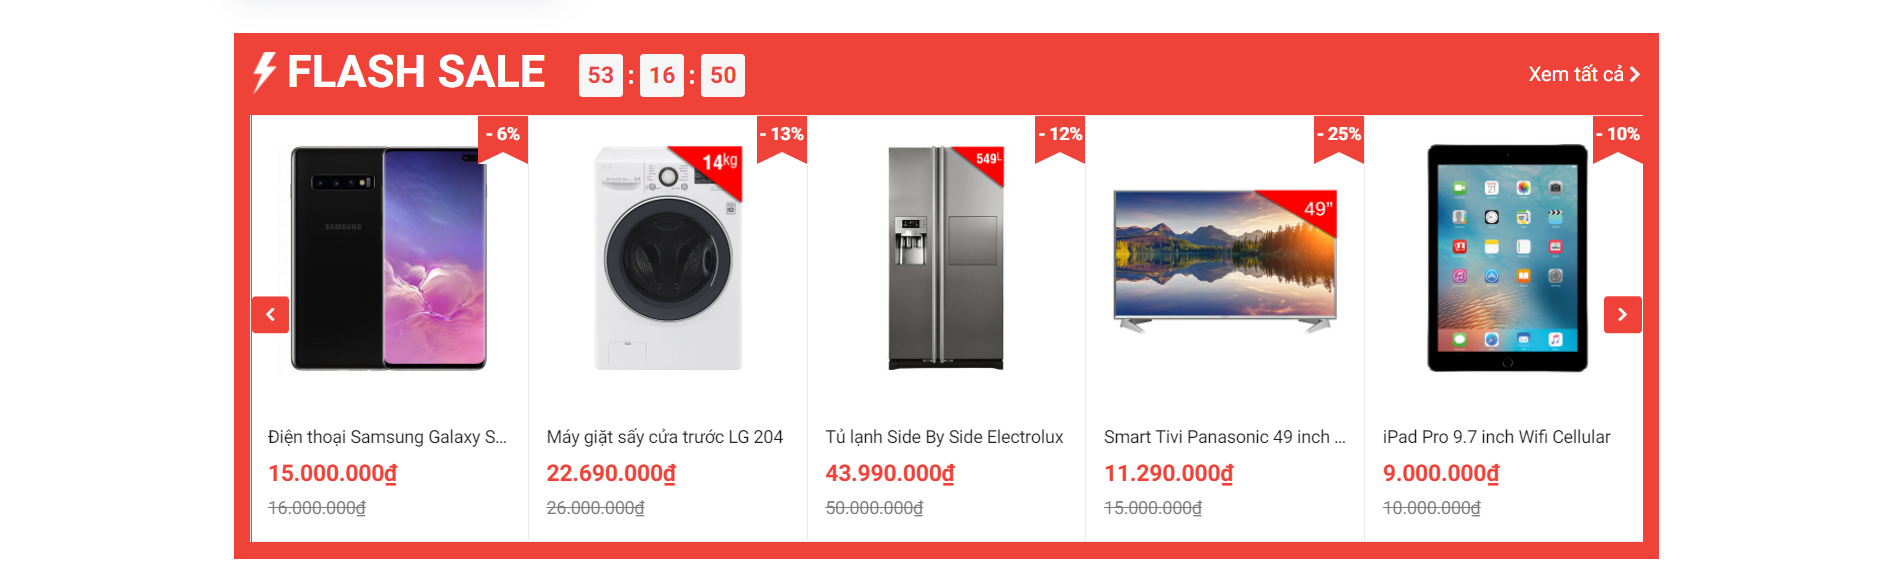 FLASH SALE 53 : 16 : 50 Xem tất cả
- 6%
SAMSUNG
Điện thoại Samsung Galaxy S...
15.000.000₫
16.000.000₫
- 13%
14kg
Máy giặt sấy cửa trước LG 204
22.690.000₫
26.000.000₫
- 12%
549L
Tủ lạnh Side By Side Electrolux
43.990.000₫
50.000.000₫
- 25%
49”
Smart Tivi Panasonic 49 inch ...
11.290.000₫
15.000.000₫
- 10%
iPad Pro 9.7 inch Wifi Cellular
9.000.000₫
10.000.000₫